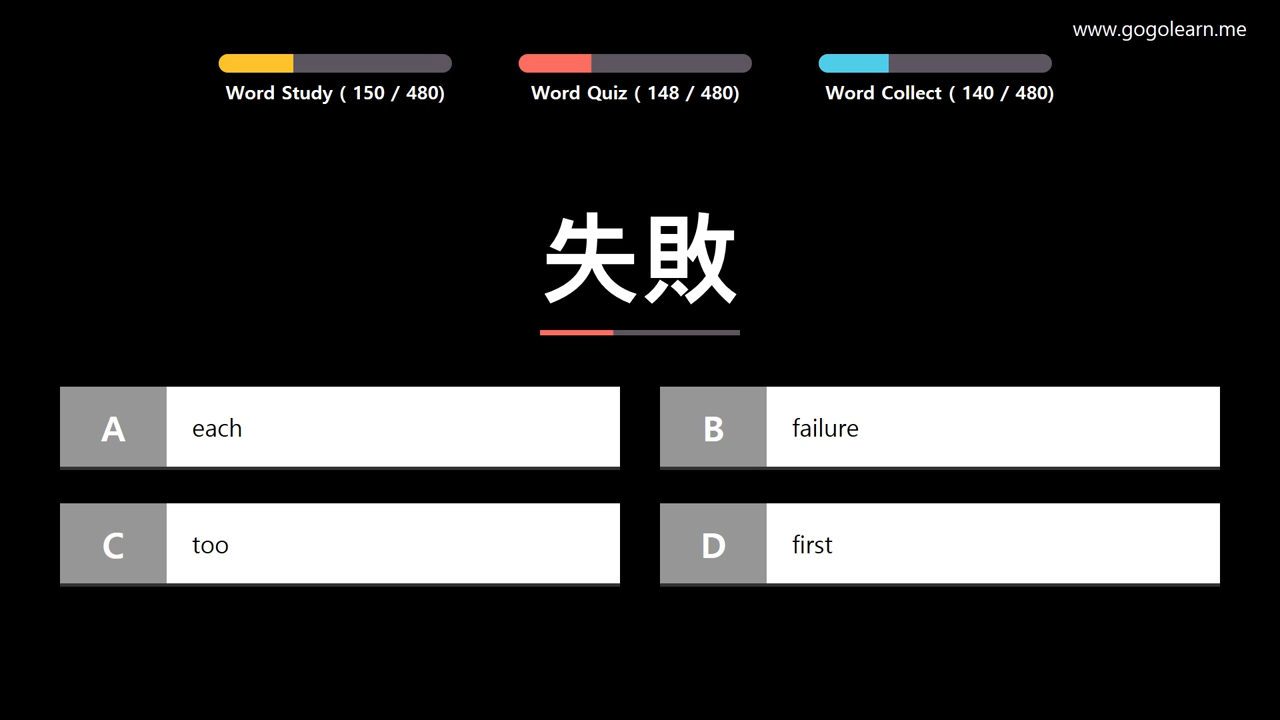 www.gogolearn.me
Word Study ( 150 / 480)
Word Quiz ( 148 / 480)
Word Collect ( 140 / 480)
失敗
A each
B failure
C too
D first